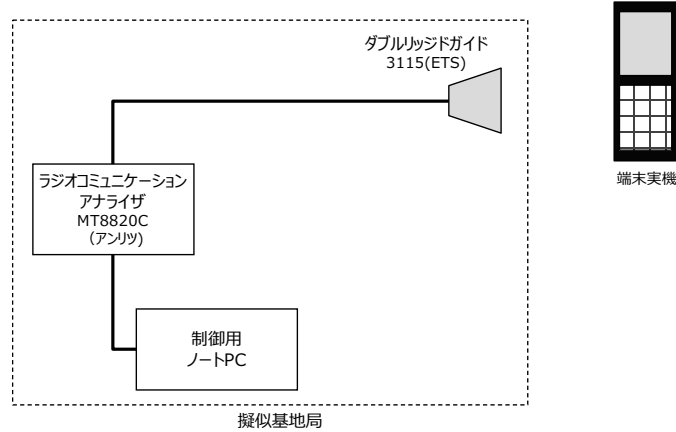 ダブルリッジドガイド
3115(ETS)
端末実機
ラジオコミュニケーション
アナライザ
MT8820C
(アンリツ)
制御用
ノートPC
擬似基地局